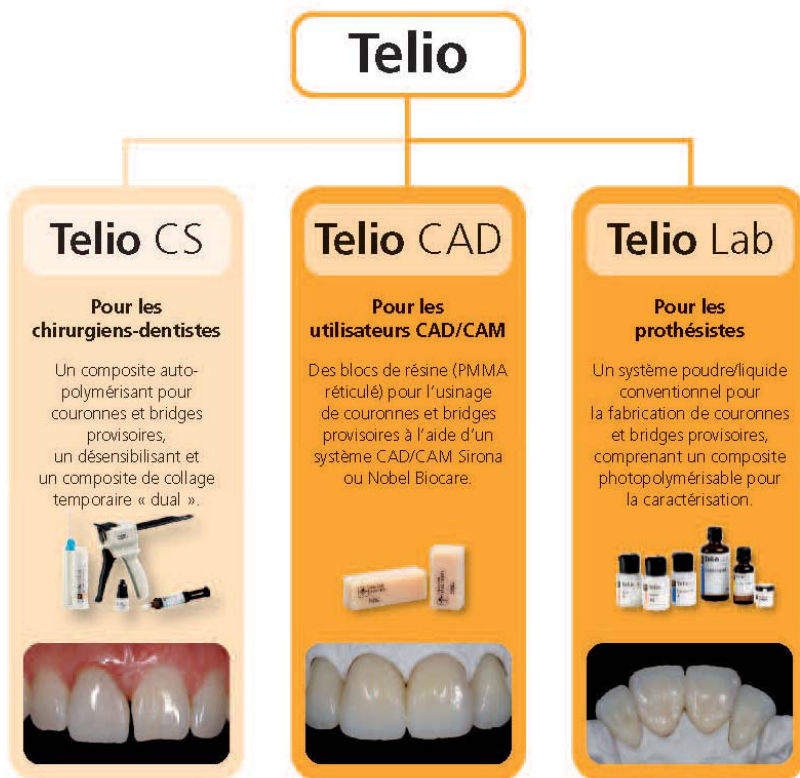 Telio
Telio CS
Pour les
chirurgiens-dentistes
Un composite auto-
polymérisant pour
couronnes et bridges
provisoires,
un désensibilisant et
un composite de collage
temporaire « dual ».
Telio CAD
Pour les
utilisateurs CAD/CAM
Des blocs de résine (PMMA
réticulé) pour l'usinage
de couronnes et bridges
provisoires à l'aide d'un
système CAD/CAM Sirona
ou Nobel Biocare.
Telio Lab
Pour les
prothésistes
Un système poudre/liquide
conventionnel pour
la fabrication de couronnes
et bridges provisoires,
comprenant un composite
photopolymérisable pour
la caractérisation.
Telio
Telio
Telio
Telio